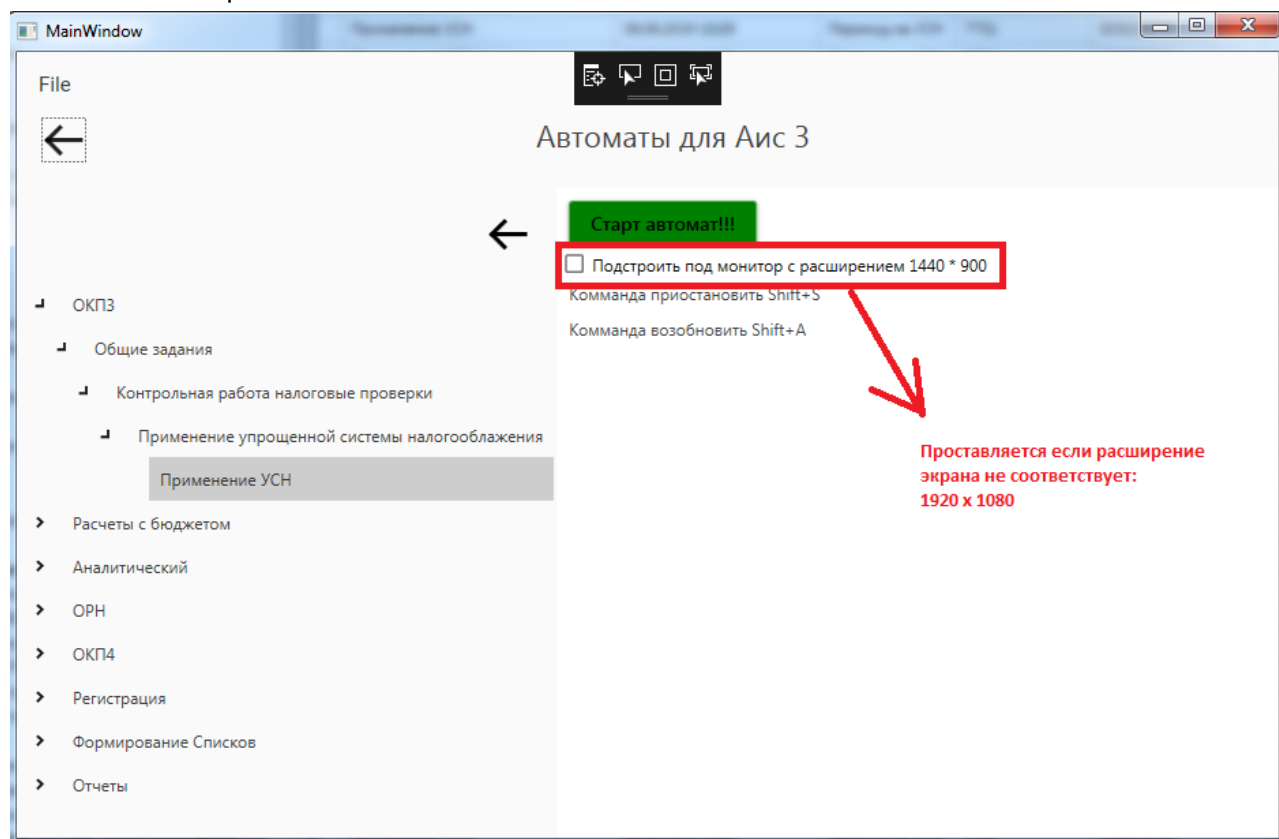 MainWindow
File
Автоматы для Аис 3
Старт автомат!!!
Подстроить под монитор с расширением 1440 * 900
Комманда приостановить Shift+S
Комманда возобновить Shift+A
ОКП3
Общие задания
Контрольная работа налоговые проверки
Применение упрощенной системы налогооблажения
Применение УСН
Расчеты с бюджетом
Аналитический
ОРН
ОКП4
Регистрация
Формирование Списков
Отчеты
Проставляется если расширение
экрана не соответствует:
1920 x 1080